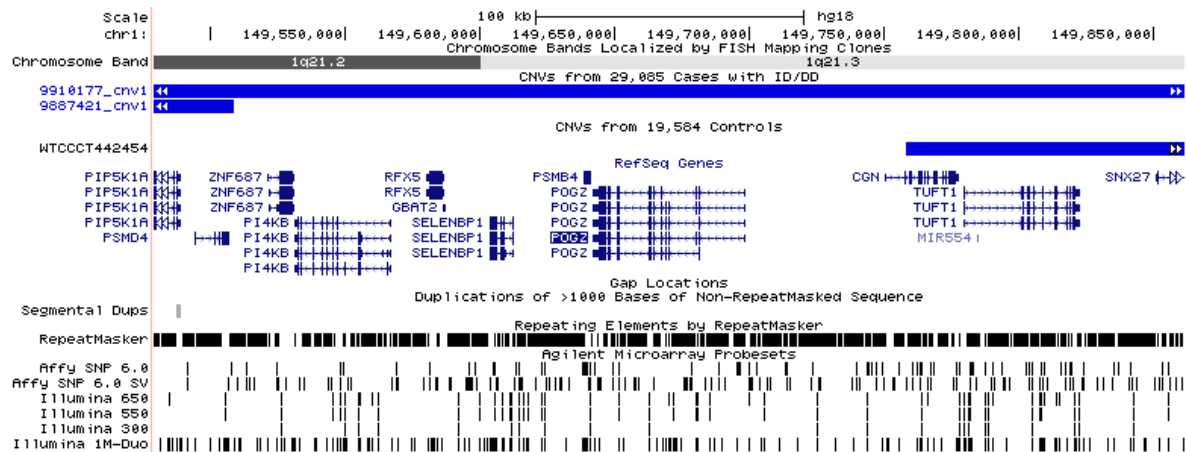 Scale 100 kb hg18
chr1: 149,550,000 149,600,000 149,650,000 149,700,000 149,750,000 149,800,000 149,850,000
Chromosome Bands Localized by FISH Mapping Clones
Chromosome Band 1q21.2 1q21.3
CNVs from 29,085 Cases with ID/DD
9910177_cnv1
9887421_cnv1
CNVs from 19,584 Controls
WTCCCT442454
RefSeq Genes
PIP5K1A ZNF687 RFX5 PSMB4 CGN SNX27
PIP5K1A ZNF687 RFX5 POGZ TUFT1
PIP5K1A ZNF687 GBAT2 POGZ TUFT1
PIP5K1A PI4KB SELENBP1 POGZ TUFT1
PSMD4 PI4KB SELENBP1 POGZ MIR554
PI4KB SELENBP1 POGZ
PI4KB
Gap Locations
Duplications of >1000 Bases of Non-RepeatMasked Sequence
Segmental Dups
Repeating Elements by RepeatMasker
RepeatMasker
Agilent Microarray Probesets
Affy SNP 6.0
Affy SNP 6.0 SV
Illumina 650
Illumina 550
Illumina 300
Illumina 1M-Duo